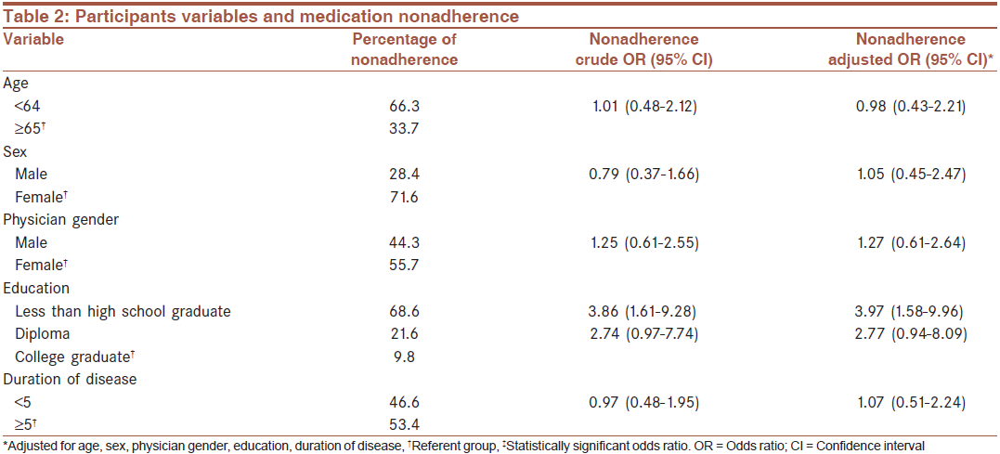 Table 2: Participants variables and medication nonadherence
Variable Percentage of nonadherence Nonadherence crude OR (95% CI) Nonadherence adjusted OR (95% CI)*
Age
<64 66.3 1.01 (0.48-2.12) 0.98 (0.43-2.21)
≥65† 33.7
Sex
Male 28.4 0.79 (0.37-1.66) 1.05 (0.45-2.47)
Female† 71.6
Physician gender
Male 44.3 1.25 (0.61-2.55) 1.27 (0.61-2.64)
Female† 55.7
Education
Less than high school graduate 68.6 3.86 (1.61-9.28) 3.97 (1.58-9.96)
Diploma 21.6 2.74 (0.97-7.74) 2.77 (0.94-8.09)
College graduate† 9.8
Duration of disease
<5 46.6 0.97 (0.48-1.95) 1.07 (0.51-2.24)
≥5† 53.4
*Adjusted for age, sex, physician gender, education, duration of disease, †Referent group, ‡Statistically significant odds ratio. OR = Odds ratio; CI = Confidence interval